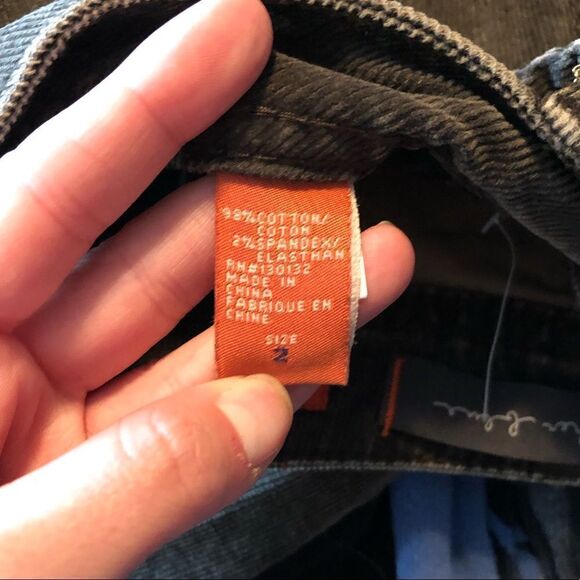 98%COTTON/
COTON
2%SPANDEX/
ELASTHAN
RN#130132
MADE IN
CHINA
FABRIQUE EN
CHINE
SIZE
2